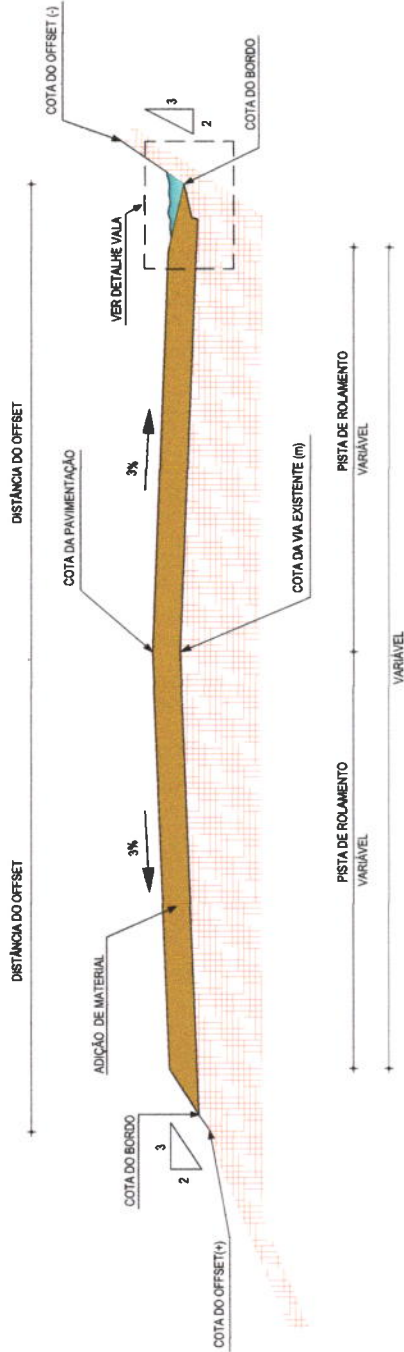 DISTÂNCIA DO OFFSET
DISTÂNCIA DO OFFSET
COTA DO OFFSET (-)
VER DETALHE VALA
3
2
COTA DO BORDO
3%
COTA DA PAVIMENTAÇÃO
3%
ADIÇÃO DE MATERIAL
COTA DO BORDO
3
2
COTA DO OFFSET(+)
COTA DA VIA EXISTENTE (m)
PISTA DE ROLAMENTO
VARIÁVEL
PISTA DE ROLAMENTO
VARIÁVEL
VARIÁVEL